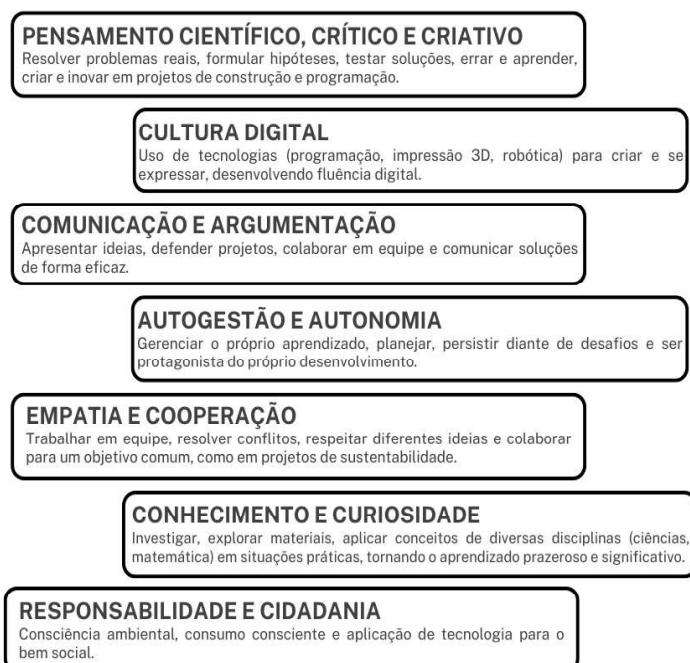 PENSAMENTO CIENTÍFICO, CRÍTICO E CRIATIVO
Resolver problemas reais, formular hipóteses, testar soluções, errar e aprender,
criar e inovar em projetos de construção e programação.
CULTURA DIGITAL
Uso de tecnologias (programação, impressão 3D, robótica) para criar e se
expressar, desenvolvendo fluência digital.
COMUNICAÇÃO E ARGUMENTAÇÃO
Apresentar ideias, defender projetos, colaborar em equipe e comunicar soluções
de forma eficaz.
AUTOGESTÃO E AUTONOMIA
Gerenciar o próprio aprendizado, planejar, persistir diante de desafios e ser
protagonista do próprio desenvolvimento.
EMPATIA E COOPERAÇÃO
Trabalhar em equipe, resolver conflitos, respeitar diferentes ideias e colaborar
para um objetivo comum, como em projetos de sustentabilidade.
CONHECIMENTO E CURIOSIDADE
Investigar, explorar materiais, aplicar conceitos de diversas disciplinas (ciências,
matemática) em situações práticas, tornando o aprendizado prazeroso e significativo.
RESPONSABILIDADE E CIDADANIA
Consciência ambiental, consumo consciente e aplicação de tecnologia para o
bem social.